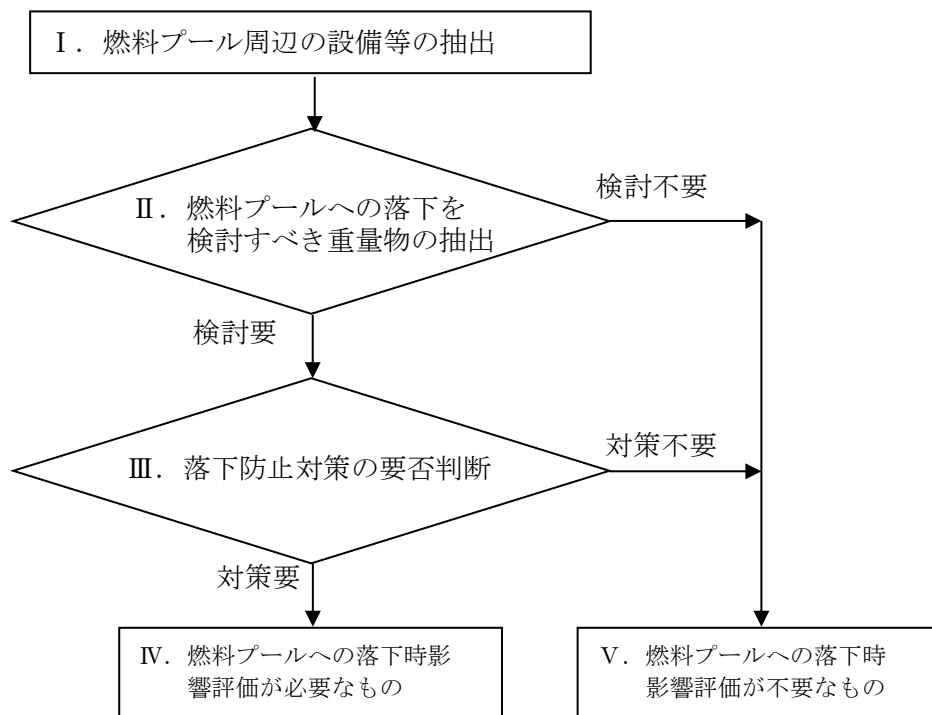 Ⅰ．燃料プール周辺の設備等の抽出
検討不要
Ⅱ．燃料プールへの落下を
検討すべき重量物の抽出
検討要
対策不要
Ⅲ．落下防止対策の要否判断
対策要
Ⅳ．燃料プールへの落下時影
響評価が必要なもの
Ⅴ．燃料プールへの落下時
影響評価が不要なもの